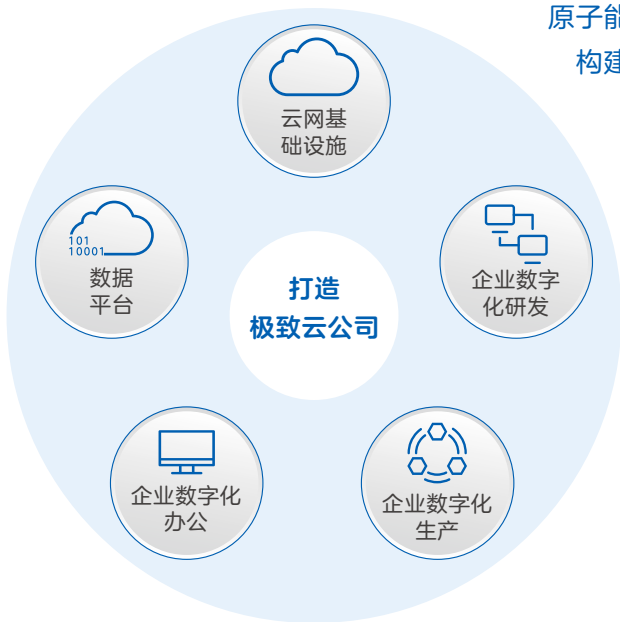 原子能
构建
云网基
础设施
101
10001
数据
平台
企业数字
化研发
打造
极致云公司
企业数字化
办公
企业数字化
生产